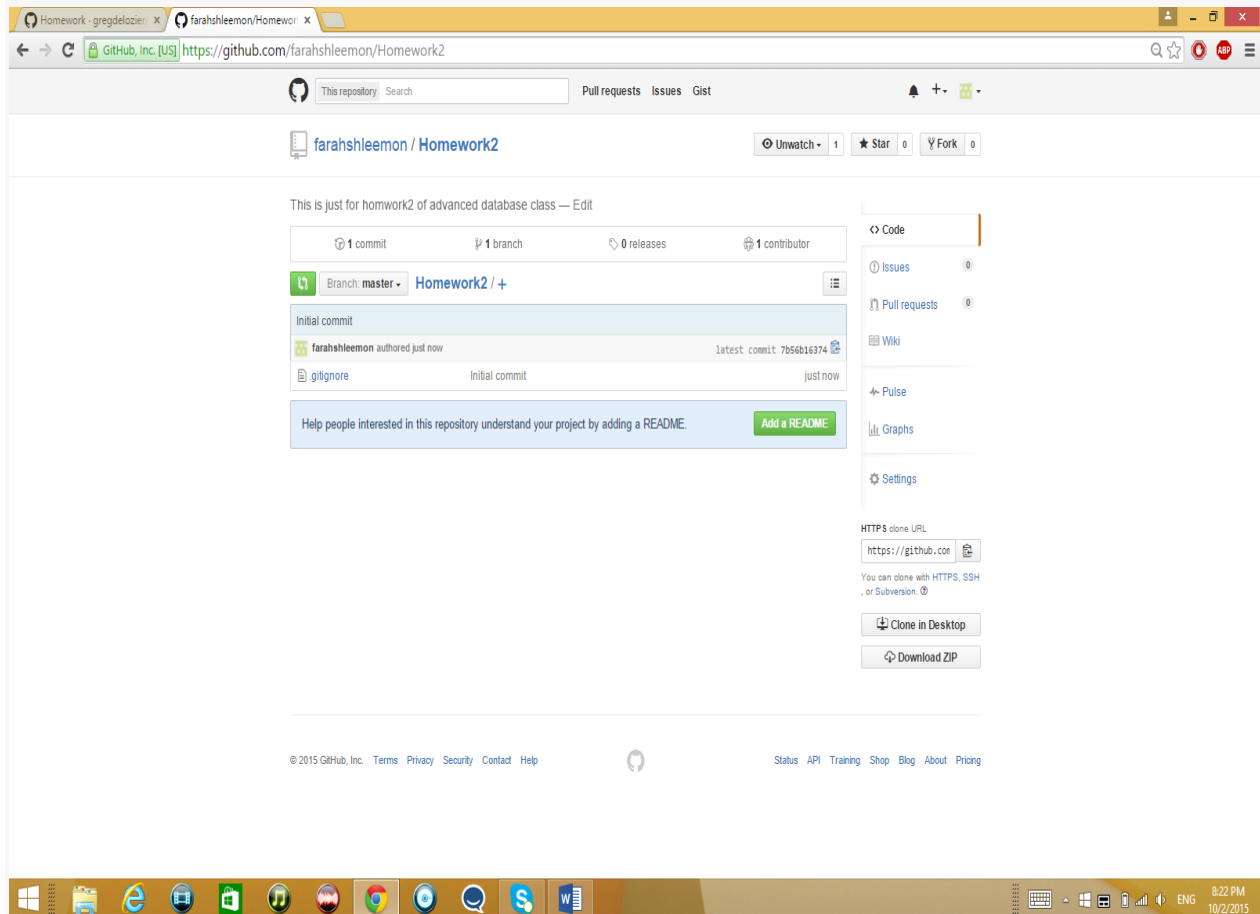 Homework · gregdelozier
farahshleemon/Homewor
GitHub, Inc. [US] https://github.com/farahshleemon/Homework2
ABP
This repository Search Pull requests Issues Gist
farahshleemon / Homework2 Unwatch 1 Star 0 Fork 0
This is just for homwork2 of advanced database class — Edit
1 commit 1 branch 0 releases 1 contributor
Branch: master Homework2 / +
Initial commit
farahshleemon authored just now latest commit 7b56b16374
.gitignore Initial commit just now
Help people interested in this repository understand your project by adding a README. Add a README
Code
Issues 0
Pull requests 0
Wiki
Pulse
Graphs
Settings
HTTPS clone URL
https://github.com
You can clone with HTTPS, SSH
, or Subversion.
Clone in Desktop
Download ZIP
© 2015 GitHub, Inc. Terms Privacy Security Contact Help Status API Training Shop Blog About Pricing
ENG 8:22 PM
10/2/2015